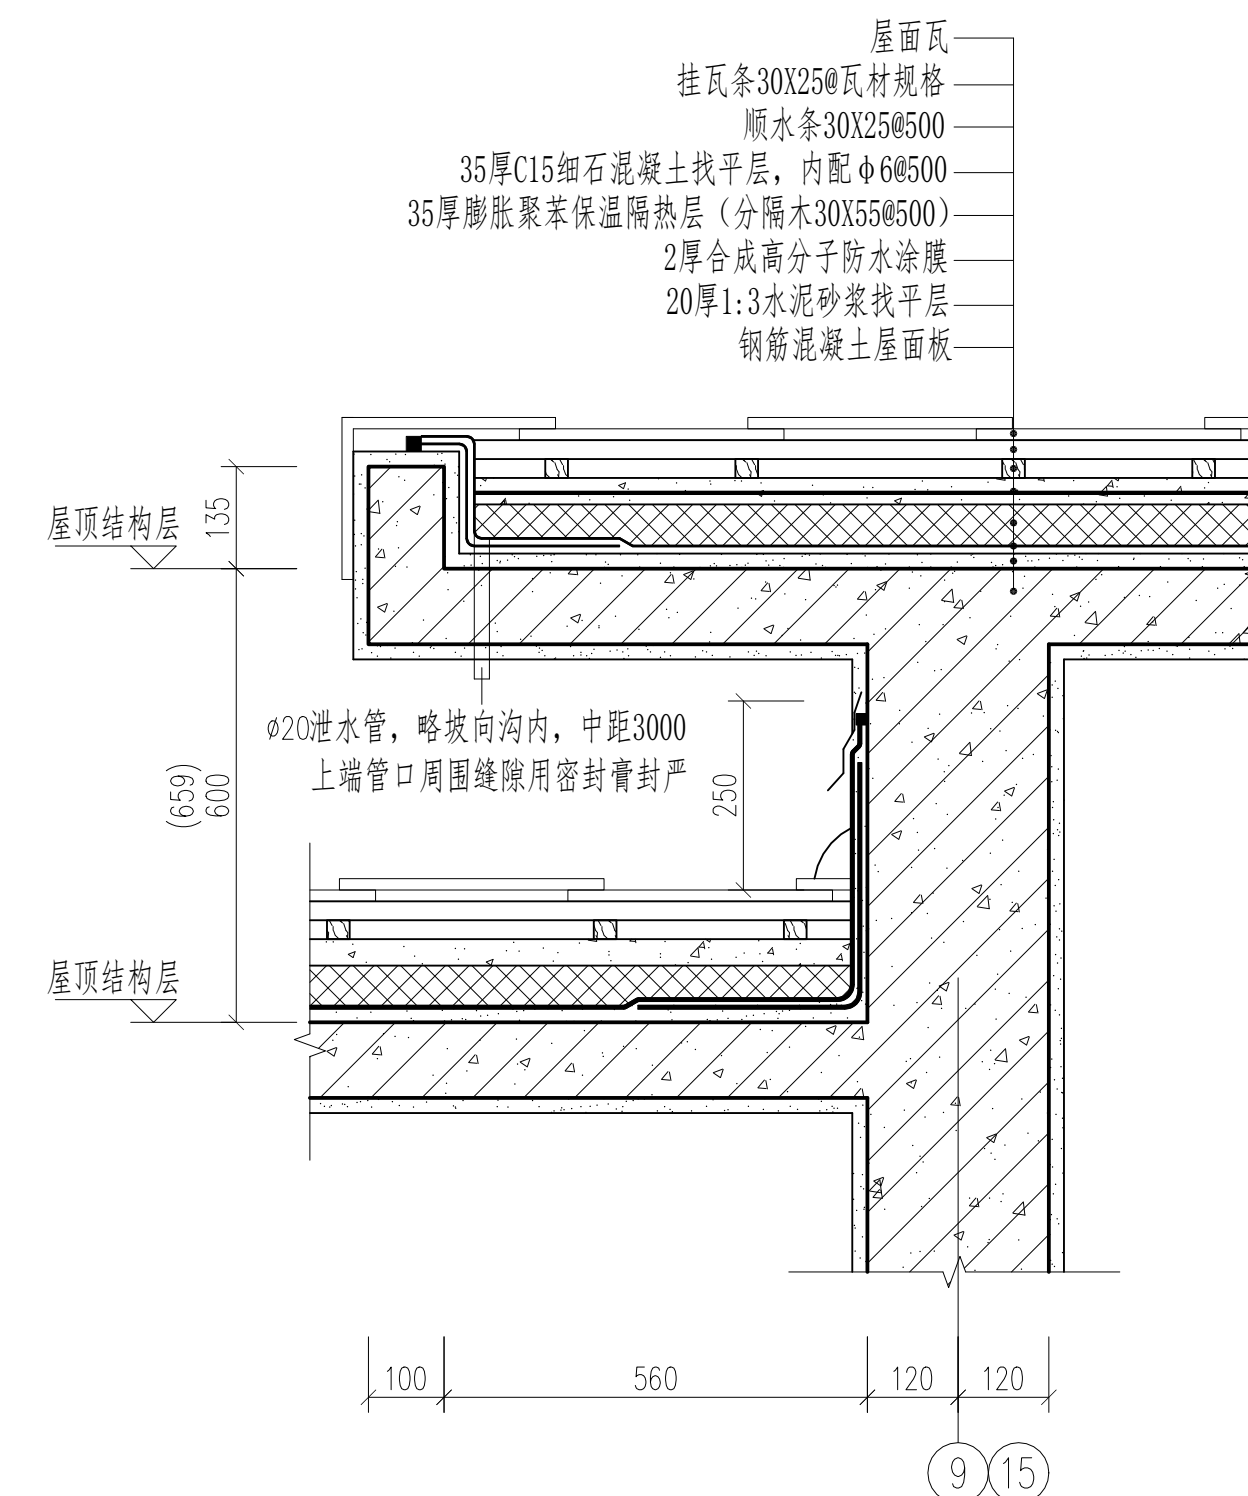 屋面瓦
挂瓦条30X25@瓦材规格
顺水条30X25@500
35厚C15细石混凝土找平层，内配φ6@500
35厚膨胀聚苯保温隔热层（分隔木30X55@500）
2厚合成高分子防水涂膜
20厚1:3水泥砂浆找平层
钢筋混凝土屋面板
135
屋顶结构层
ø20泄水管，略坡向沟内，中距3000
上端管口周围缝隙用密封膏封严
(659)
600
250
屋顶结构层
100
560
120
120
9
15